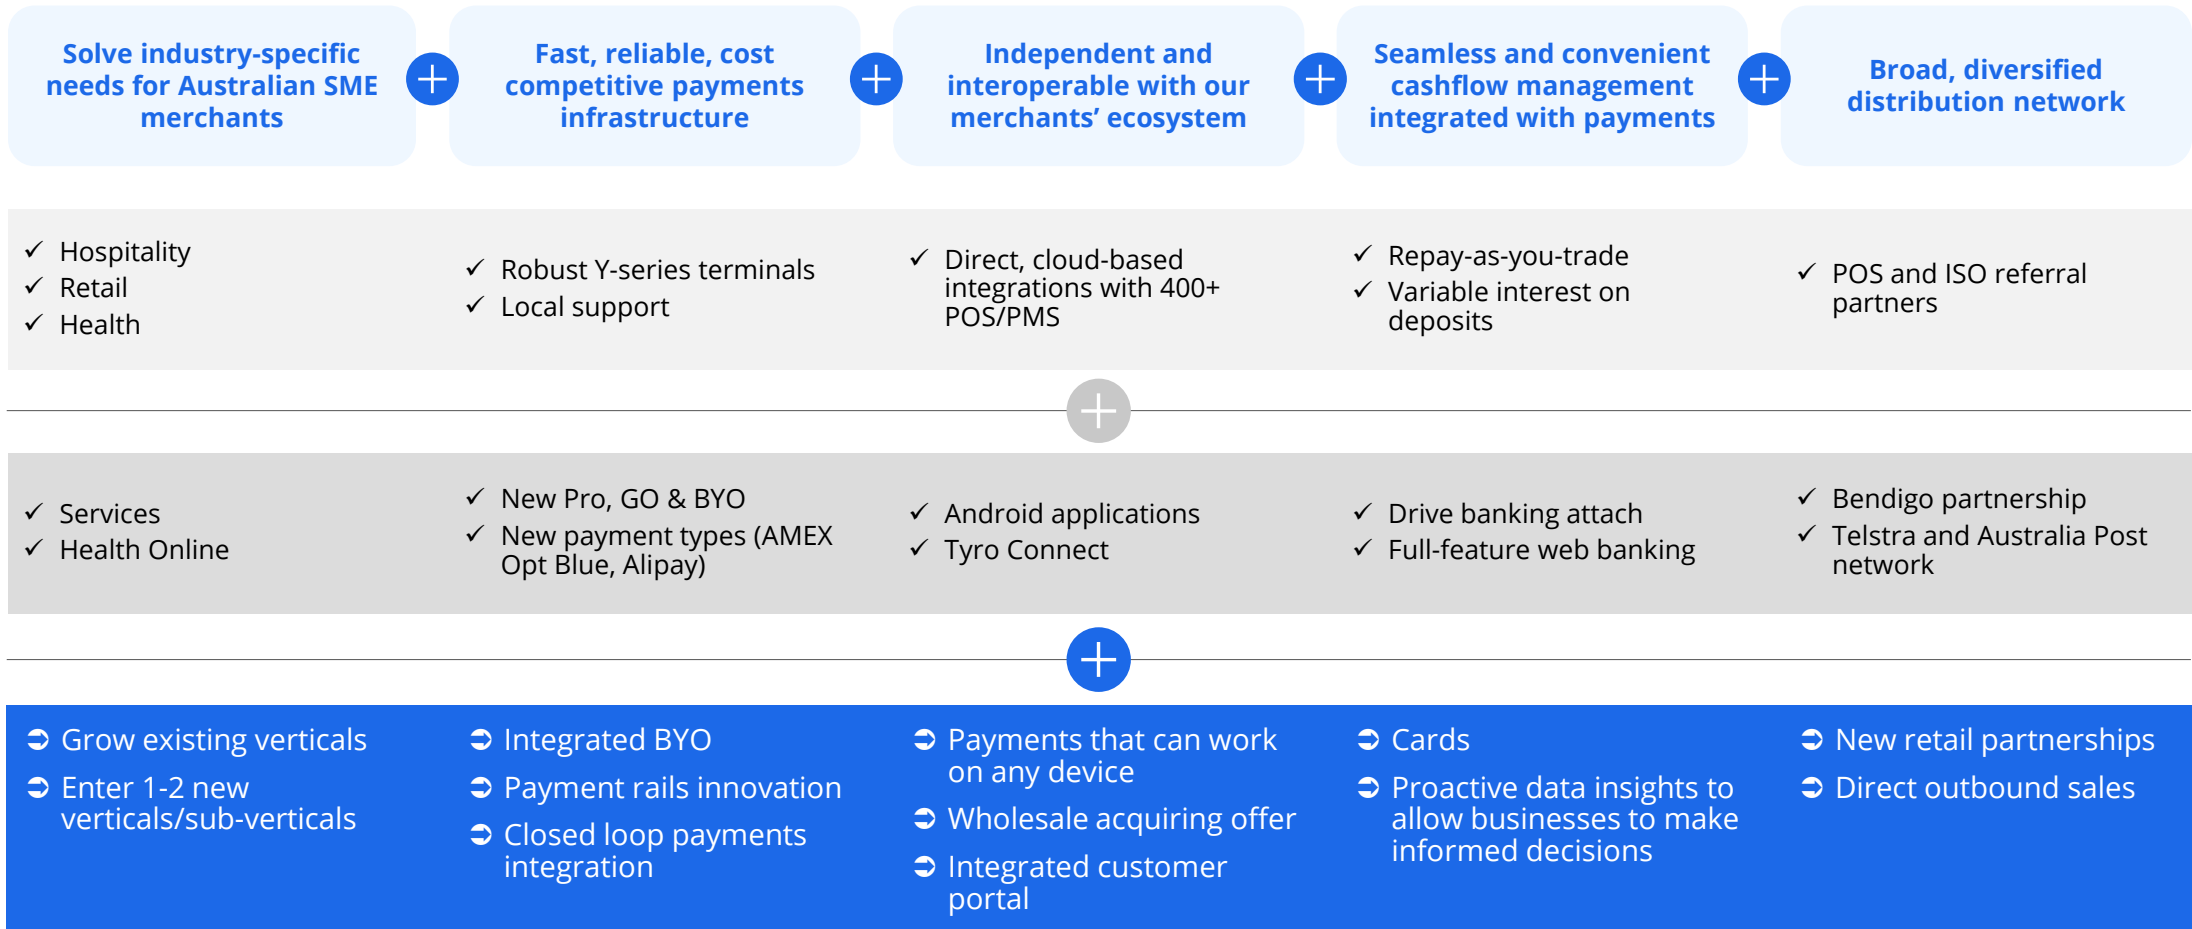 Solve industry-specific
needs for Australian SME
merchants
Fast, reliable, cost
competitive payments
infrastructure
Independent and
interoperable with our
merchants’ ecosystem
Seamless and convenient
cashflow management
integrated with payments
Broad, diversified
distribution network
✓ Hospitality
✓ Retail
✓ Health
✓ Robust Y-series terminals
✓ Local support
✓ Direct, cloud-based
integrations with 400+
POS/PMS
✓ Repay-as-you-trade
✓ Variable interest on
deposits
✓ POS and ISO referral
partners
✓ Services
✓ Health Online
✓ New Pro, GO & BYO
✓ New payment types (AMEX
Opt Blue, Alipay)
✓ Android applications
✓ Tyro Connect
✓ Drive banking attach
✓ Full-feature web banking
✓ Bendigo partnership
✓ Telstra and Australia Post
network
➲ Grow existing verticals
➲ Enter 1-2 new
verticals/sub-verticals
➲ Integrated BYO
➲ Payment rails innovation
➲ Closed loop payments
integration
➲ Payments that can work
on any device
➲ Wholesale acquiring offer
➲ Integrated customer
portal
➲ Cards
➲ Proactive data insights to
allow businesses to make
informed decisions
➲ New retail partnerships
➲ Direct outbound sales